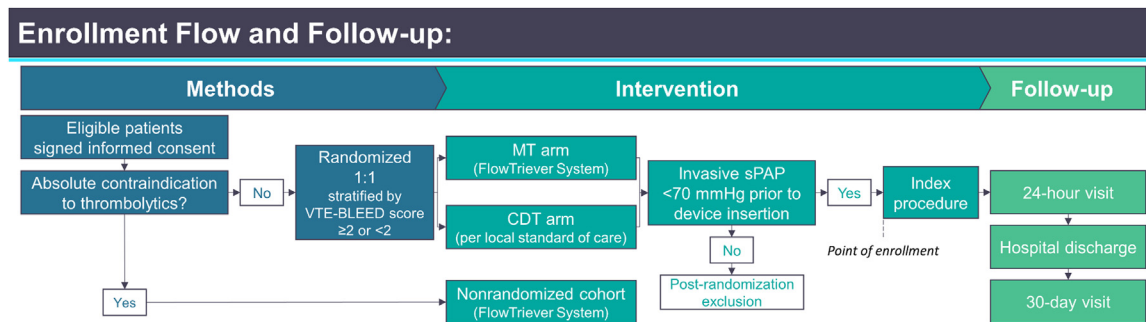 Enrollment Flow and Follow-up:
Methods
Intervention
Follow-up
Eligible patients
signed informed consent
Absolute contraindication
to thrombolytics?
No
Yes
Randomized
1:1
stratified by
VTE-BLEED score
≥2 or <2
MT arm
(FlowTriever System)
CDT arm
(per local standard of care)
Nonrandomized cohort
(FlowTriever System)
Invasive sPAP
<70 mmHg prior to
device insertion
No
Post-randomization
exclusion
Yes
Index
procedure
Point of enrollment
24-hour visit
Hospital discharge
30-day visit